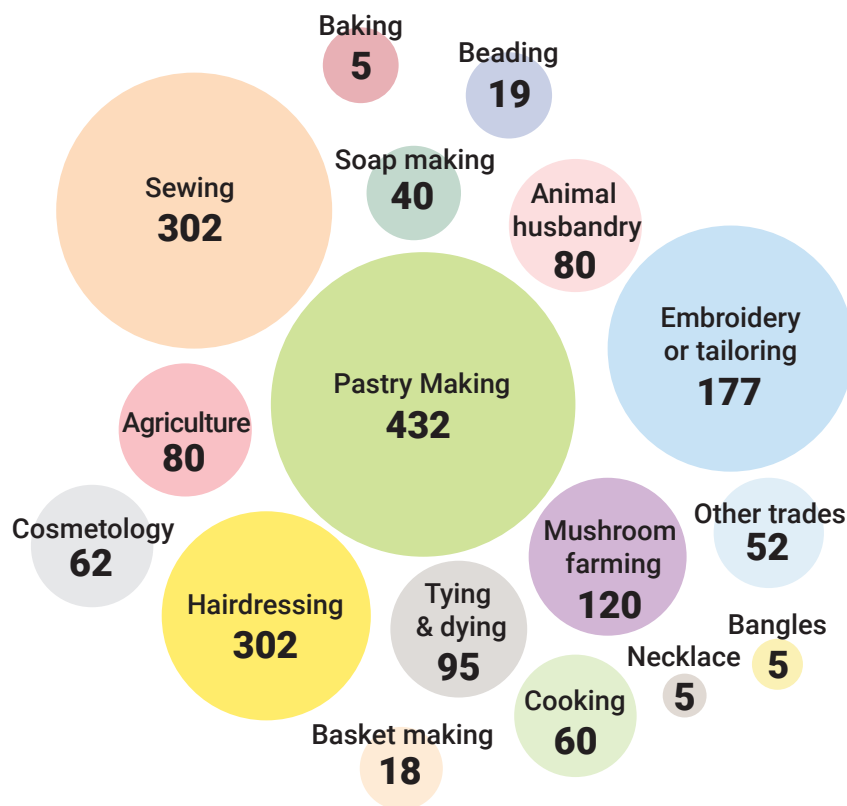 Baking
5
Beading
19
Sewing
302
Soap making
40
Animal
husbandry
80
Embroidery
or tailoring
177
Pastry Making
432
Agriculture
80
Cosmetology
62
Hairdressing
302
Tying
& dying
95
Mushroom
farming
120
Other trades
52
Bangles
5
Necklace
5
Cooking
60
Basket making
18